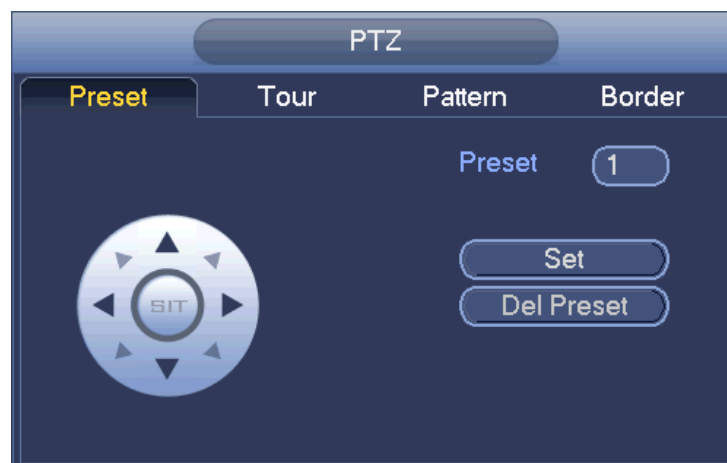 PTZ
Preset Tour Pattern Border
Preset 1
SIT
Set
Del Preset